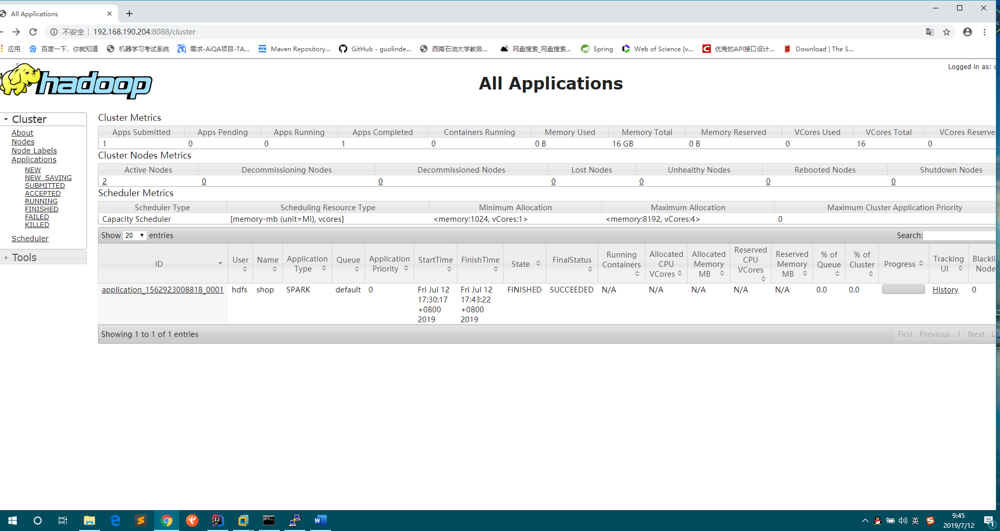 All Applications
不安全 192.168.190.204:8088/cluster
应用 百度一下，你就知道 机器学习考试系统 需求-AiQA项目-TA... Maven Repository... GitHub - guolinde... 西南石油大学教务... 网盘搜索_网盘搜索... Spring Web of Science [v... 优秀的API接口设计... Download | The S...
Logged in as:
hadoop
All Applications
Cluster
About
Nodes
Node Labels
Applications
NEW
NEW_SAVING
SUBMITTED
ACCEPTED
RUNNING
FINISHED
FAILED
KILLED
Scheduler
Tools
Cluster Metrics
Apps Submitted Apps Pending Apps Running Apps Completed Containers Running Memory Used Memory Total Memory Reserved VCores Used VCores Total VCores Reserve
1 0 0 1 0 0 B 16 GB 0 B 0 16 0
Cluster Nodes Metrics
Active Nodes Decommissioning Nodes Decommissioned Nodes Lost Nodes Unhealthy Nodes Rebooted Nodes Shutdown Nodes
2 0 0 0 0 0 0
Scheduler Metrics
Scheduler Type Scheduling Resource Type Minimum Allocation Maximum Allocation Maximum Cluster Application Priority
Capacity Scheduler [memory-mb (unit=Mi), vcores] <memory:1024, vCores:1> <memory:8192, vCores:4> 0
Show 20 entries Search:
ID User Name Application Type Queue Application Priority StartTime FinishTime State FinalStatus Running Containers Allocated CPU VCores Allocated Memory MB Reserved CPU VCores Reserved Memory MB % of Queue % of Cluster Progress Tracking UI Blackli Node
application_1562923008818_0001 hdfs shop SPARK default 0 Fri Jul 12 17:30:17 +0800 2019 Fri Jul 12 17:43:22 +0800 2019 FINISHED SUCCEEDED N/A N/A N/A N/A N/A 0.0 0.0 History 0
Showing 1 to 1 of 1 entries First Previous 1 Next
英
9:45
2019/7/12
1